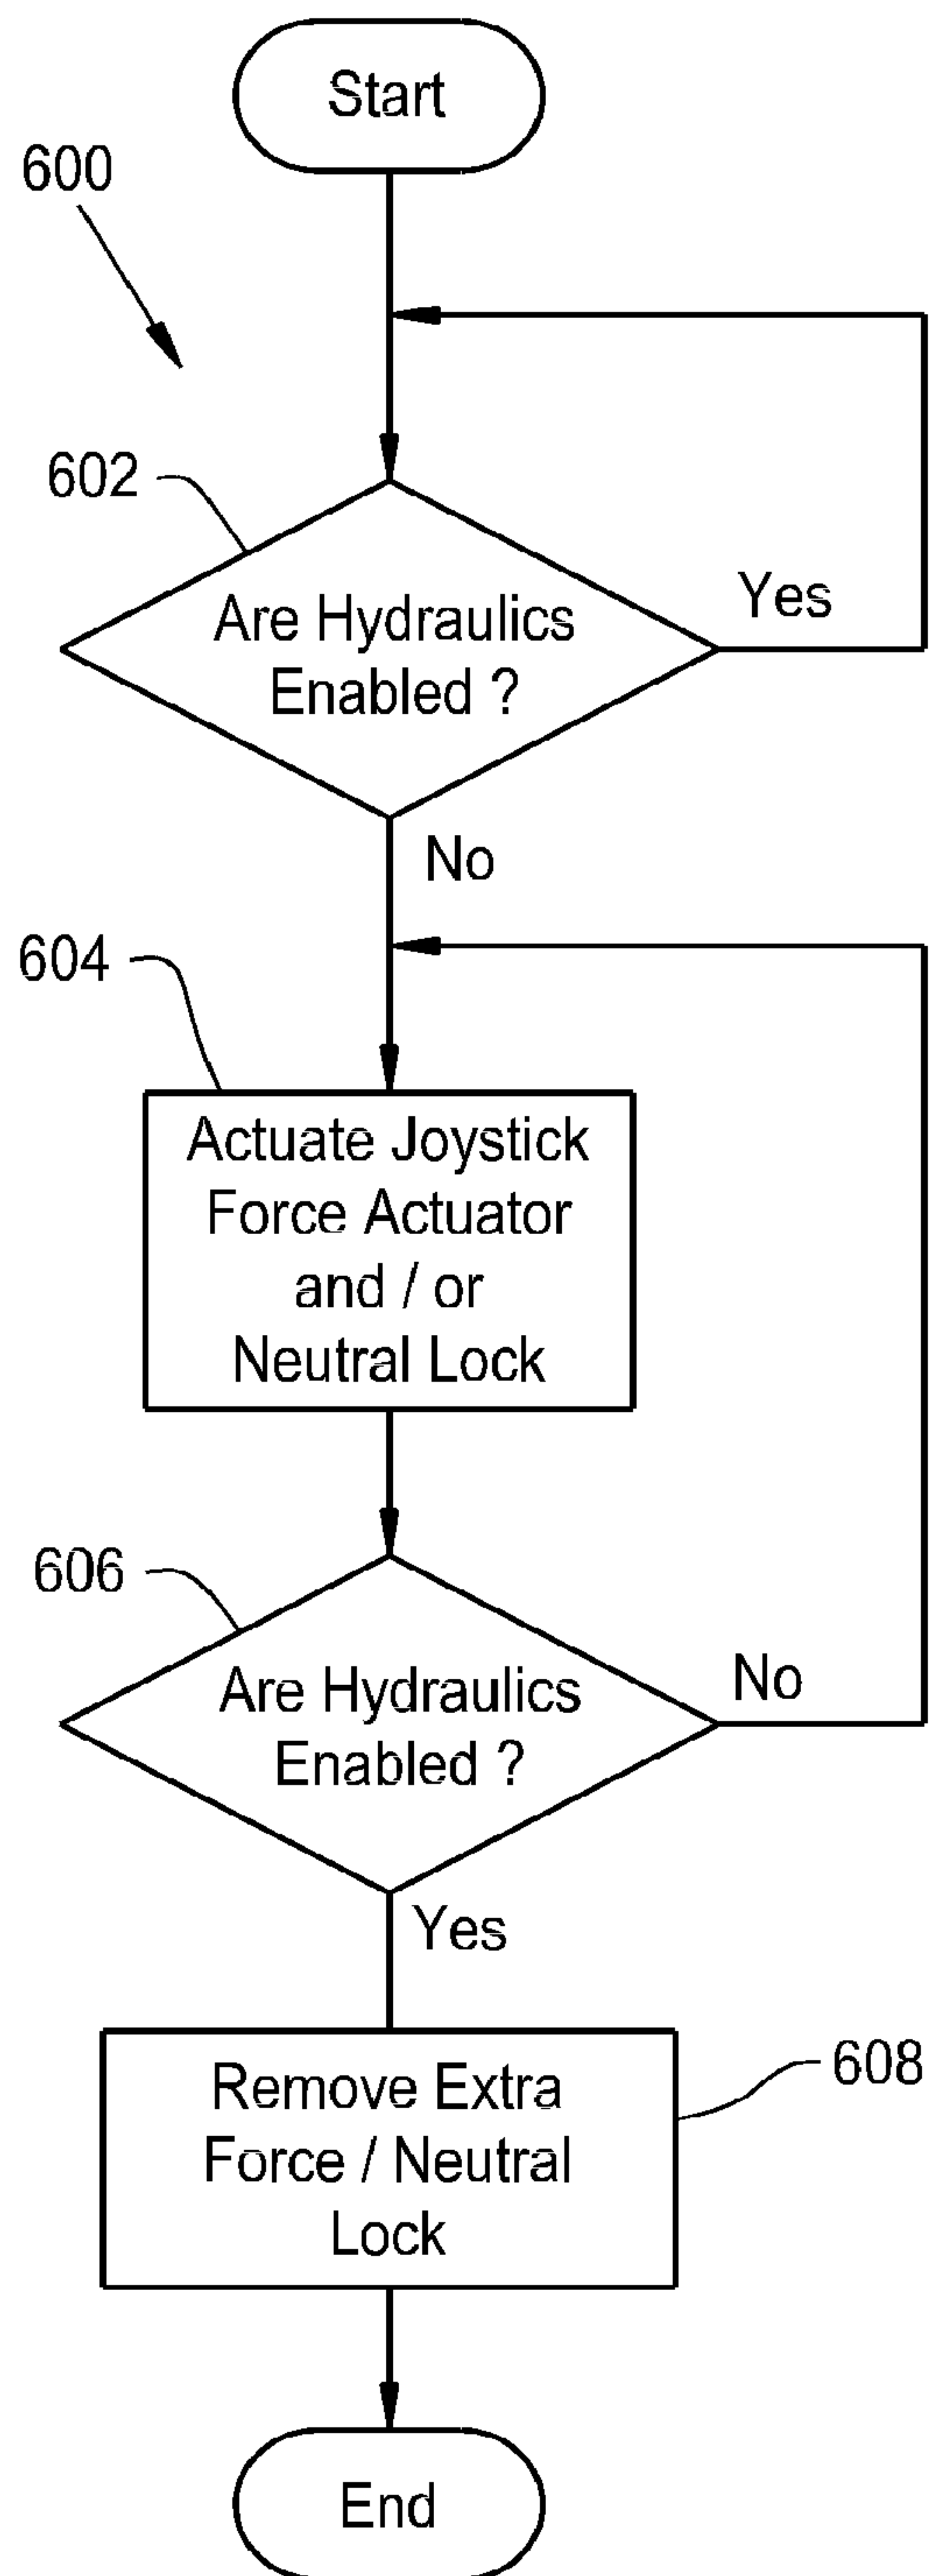 Start
600
602
Are Hydraulics
Enabled ?
Yes
No
604
Actuate Joystick
Force Actuator
and / or
Neutral Lock
606
Are Hydraulics
Enabled ?
No
Yes
Remove Extra
Force / Neutral
Lock
608
End